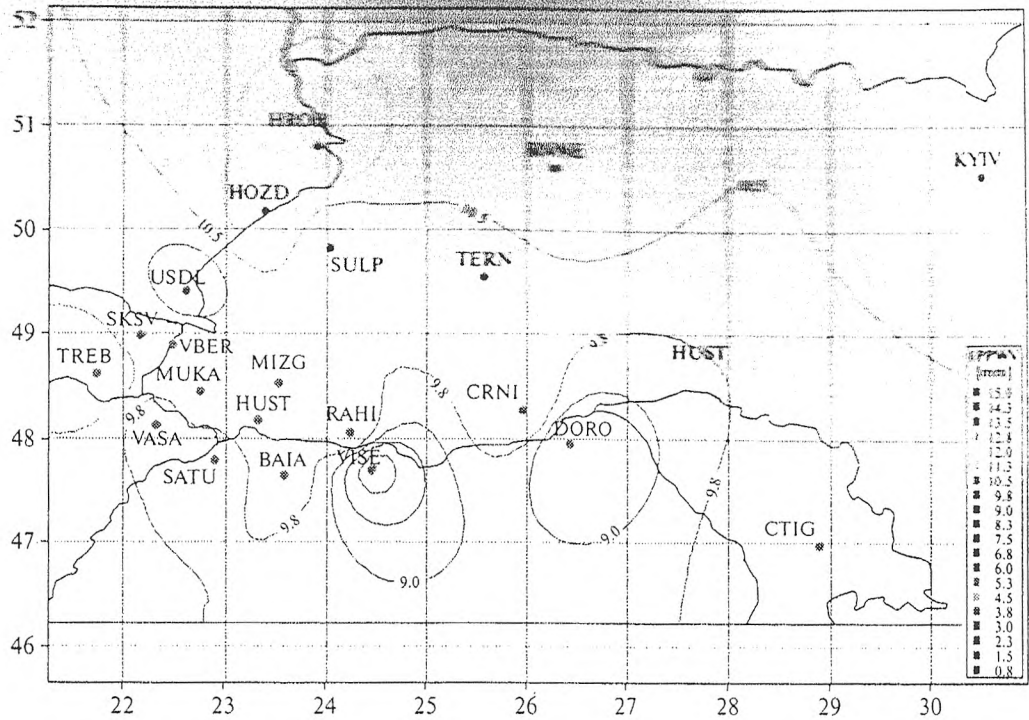 52
51
KYIV
HOZD
50
10.5
SULP
TERN
USDL
49
SKSV
VBER
9.8
HUST
TREB
MIZG
MUKA
9.8
CRNI
HUST
RAHI
9.8
48
VASA
DORO
VISE
SATU
BAIA
9.8
9.8
CTIG
47
9.0
9.0
46
22 23 24 25 26 27 28 29 30
15.0
14.3
13.5
12.8
12.0
11.3
10.5
9.8
9.0
8.3
7.5
6.8
6.0
5.3
4.5
3.8
3.0
2.3
1.5
0.8